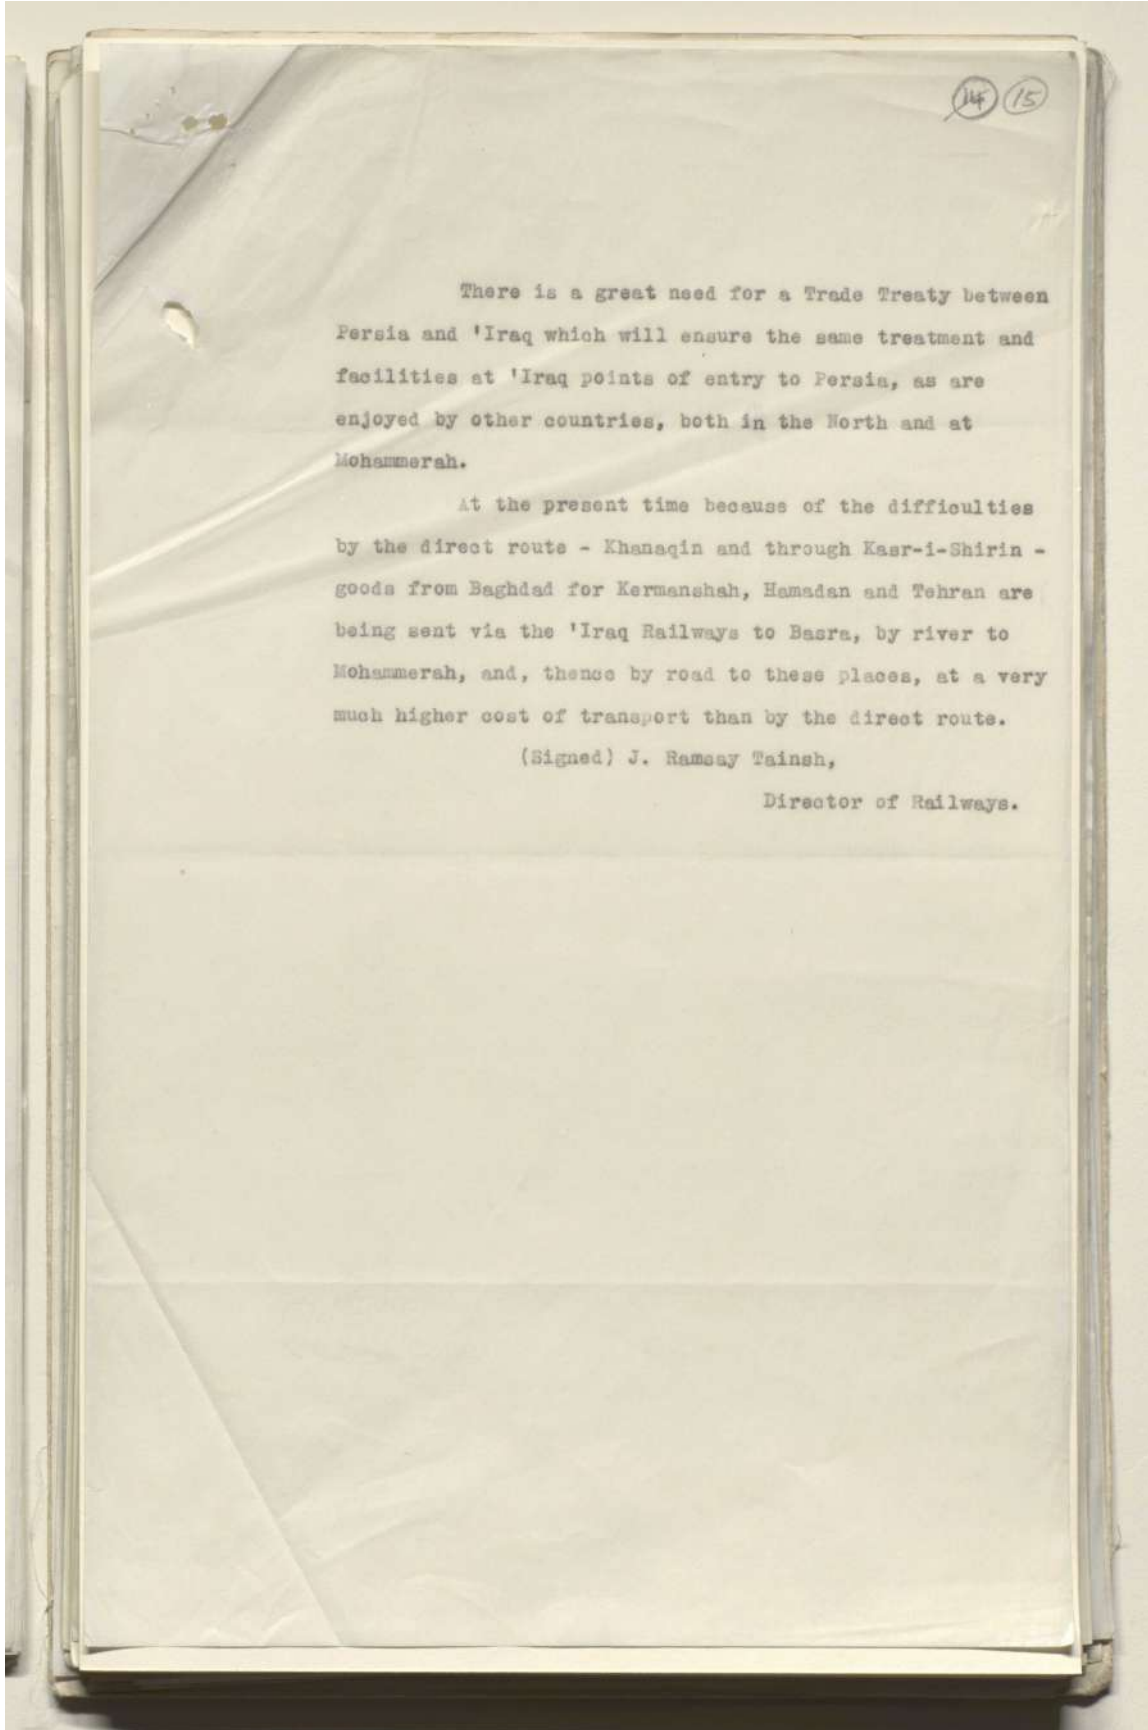 14 15
There is a great need for a Trade Treaty between
Persia and 'Iraq which will ensure the same treatment and
facilities at 'Iraq points of entry to Persia, as are
enjoyed by other countries, both in the North and at
Mohammerah.
At the present time because of the difficulties
by the direct route - Khanaqin and through Kasr-i-Shirin -
goods from Baghdad for Kermanshah, Hamadan and Tehran are
being sent via the 'Iraq Railways to Basra, by river to
Mohammerah, and, thence by road to these places, at a very
much higher cost of transport than by the direct route.
(Signed) J. Ramsay Tainsh,
Director of Railways.